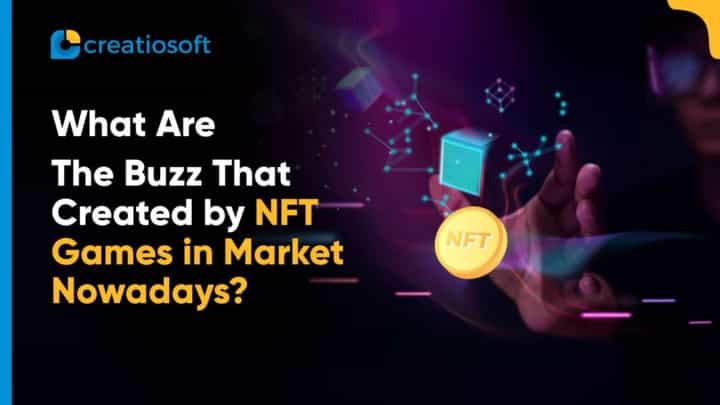 creatiosoft
What Are
The Buzz That
Created by NFT
Games in Market
Nowadays?
NFT